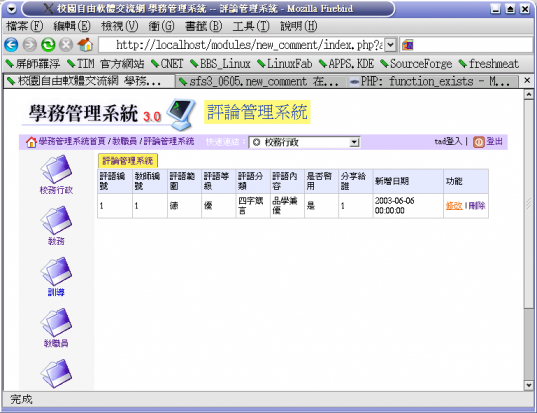 校園自由軟體交流網 學務管理系統 -- 評論管理系統 - Mozilla Firebird
檔案(F) 編輯(E) 檢視(V) 衝(G) 書籤(B) 工具(T) 說明(H)
http://localhost/modules/new_comment/index.php?a
屏師飄浮 TIM 官方網站 CNET BBS_Linux LinuxFab APPS.KDE SourceForge freshmeat
校園自由軟體交流網 學務... sfs3_0605.new_comment 在... PHP: function_exists - M...
學務管理系統 3.0 評論管理系統
學務管理系統首頁 / 教職員 / 評論管理系統 快速連結 校務行政 tad登入 | 登出
校務行政
教務
訓導
教職員
評論管理系統
評語編號 教師編號 評語範圍 評語等級 評語分類 評語內容 是否啓用 分享給誰 新增日期 功能
1 1 德 優 四字箴言 品學兼優 是 1 2003-06-06 00:00:00 修改 | 刪除
完成